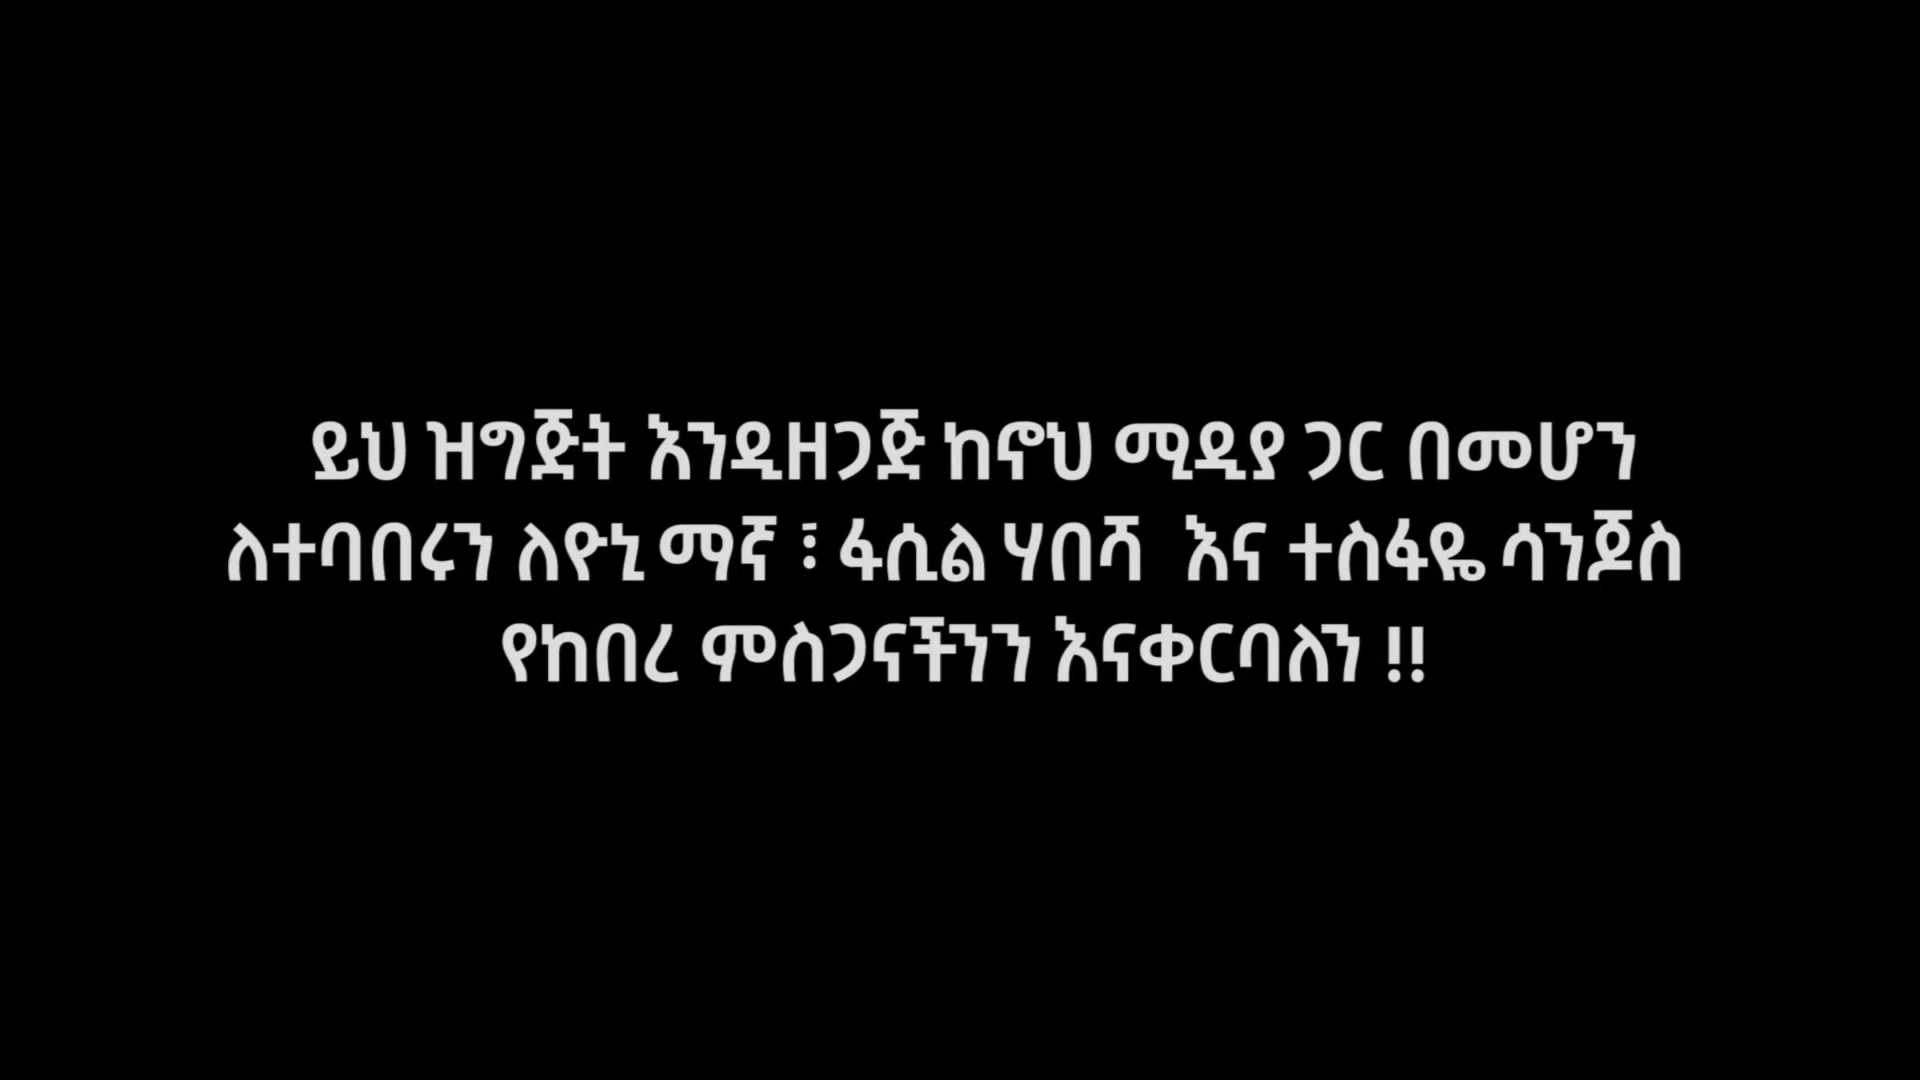 ይህ ዝግጅት እንዲዘጋጅ ከኖህ ሚዲያ ጋር በመሆን
ለተባበሩን ለዮኒ ማኛ ፣ ፋሲል ሃበሻ እና ተስፋዬ ሳንጆስ
የከበረ ምስጋናችንን እናቀርባለን !!